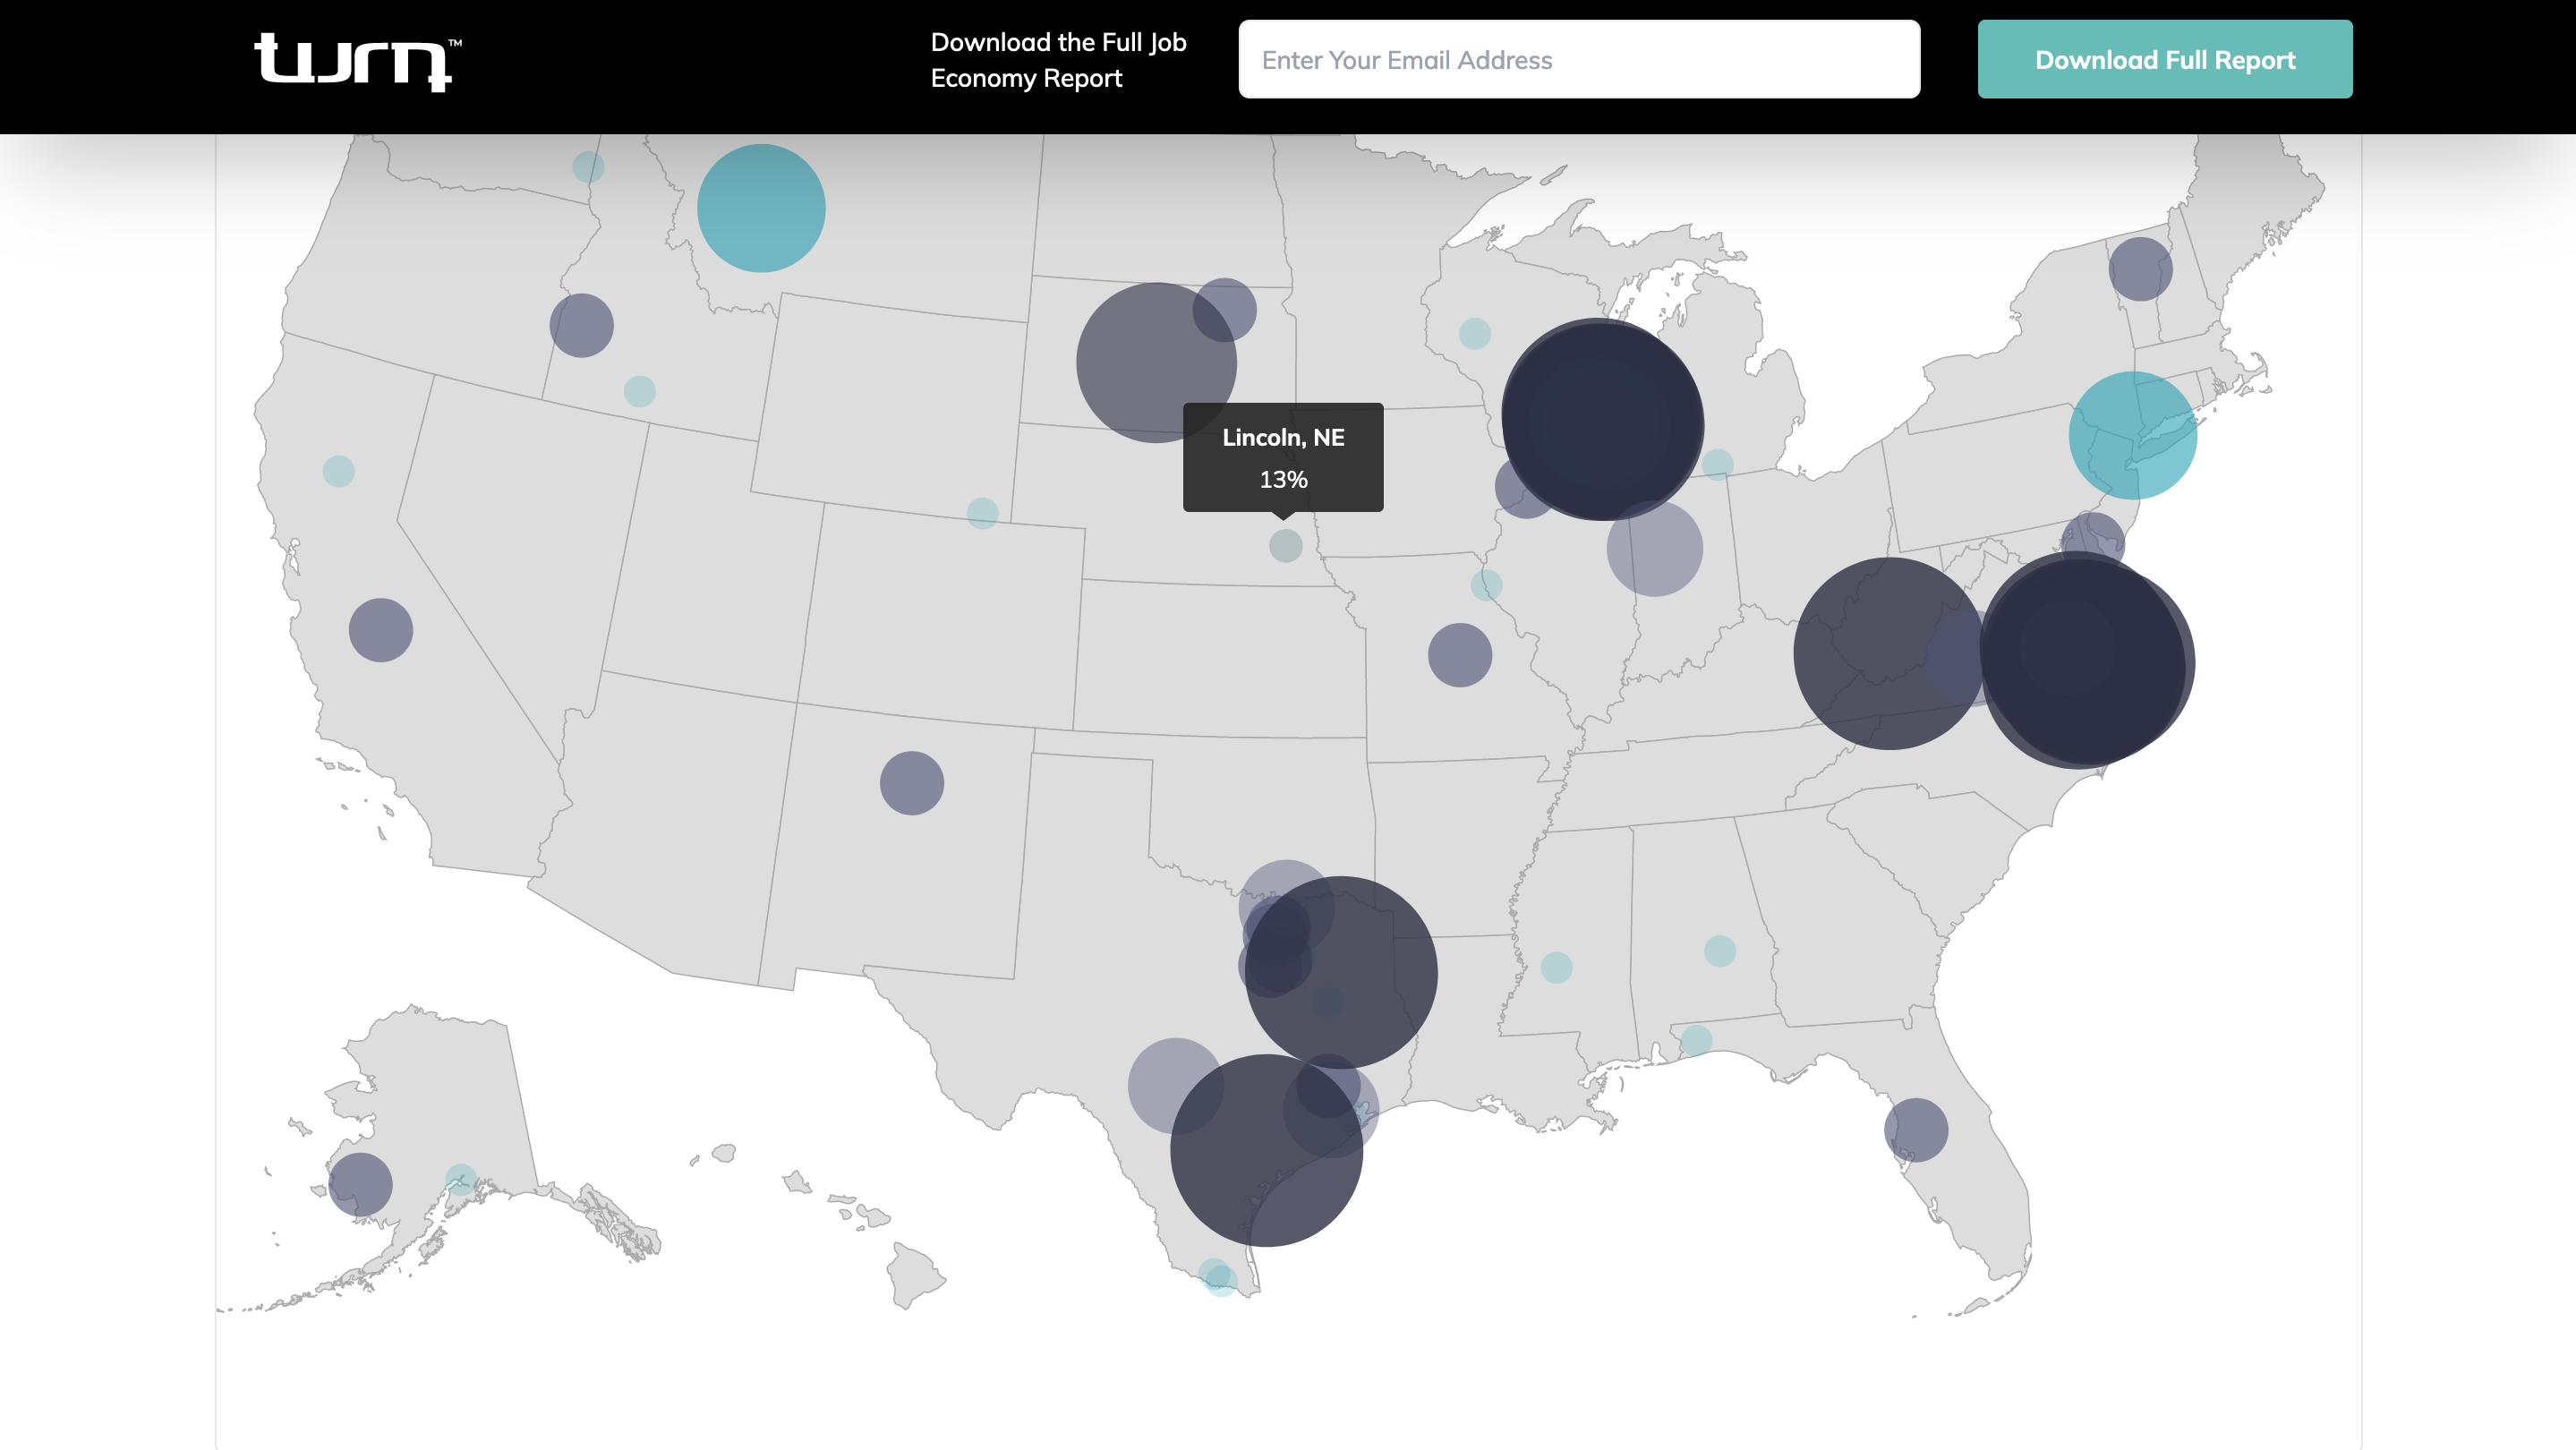 turn™
Download the Full Job
Economy Report
Enter Your Email Address
Download Full Report
Lincoln, NE
13%